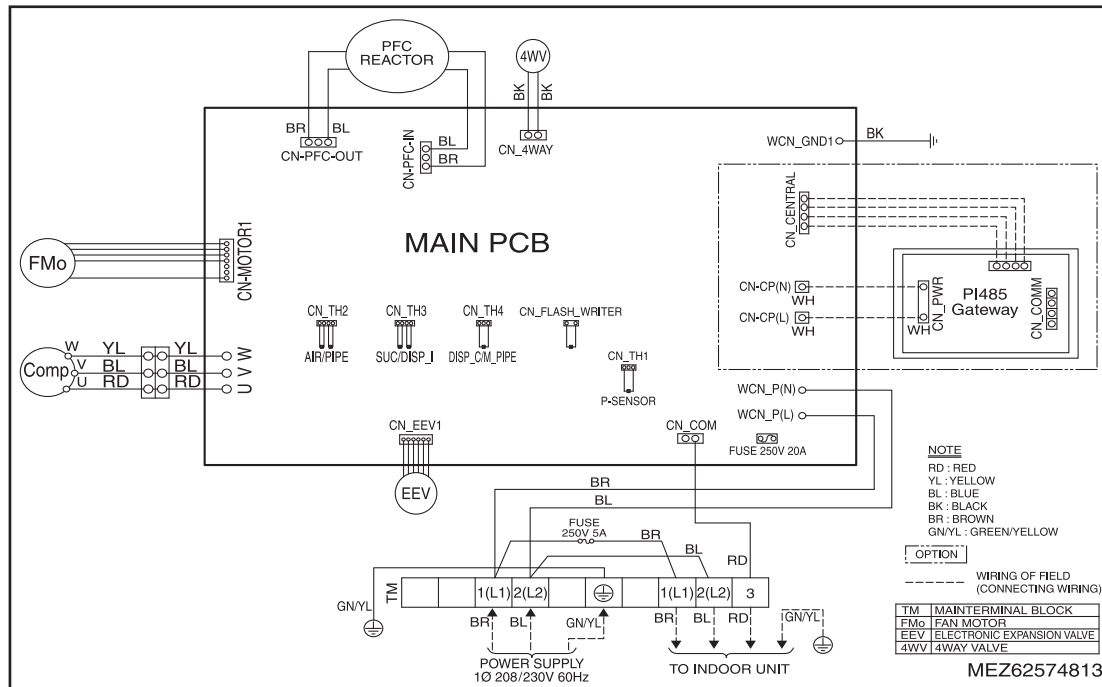 PFC
REACTOR
4WV
BK BK
BR BL
CN-PFC-OUT
CN-PFC-IN
BL
BR
CN_4WAY
WCN_GND1 BK
CN_CENTRAL
MAIN PCB
FMo
CN-MOTOR1
CN-CP(N)
WH
CN-CP(L)
WH
CN_PWR
WH
PI485
Gateway
CN_COMM
CN_TH2 CN_TH3 CN_TH4 CN_FLASH_WRITER
AIR/PIPE SUC/DISP_I DISP_C/M_PIPE
CN_TH1
P-SENSOR
Comp
W YL YL W
V BL BL V
U RD RD U
WCN_P(N)
WCN_P(L)
CN_EEV1
CN_COM
FUSE 250V 20A
EEV
BR
BL
FUSE
250V 5A
BR
BL
RD
TM 1(L1) 2(L2) 1(L1) 2(L2) 3
GN/YL
BR BL GN/YL
BR BL RD GN/YL
POWER SUPPLY
1Ø 208/230V 60Hz
TO INDOOR UNIT
NOTE
RD : RED
YL : YELLOW
BL : BLUE
BK : BLACK
BR : BROWN
GN/YL : GREEN/YELLOW
OPTION
WIRING OF FIELD
(CONNECTING WIRING)
TM MAINTERMINAL BLOCK
FMo FAN MOTOR
EEV ELECTRONIC EXPANSION VALVE
4WV 4WAY VALVE
MEZ62574813